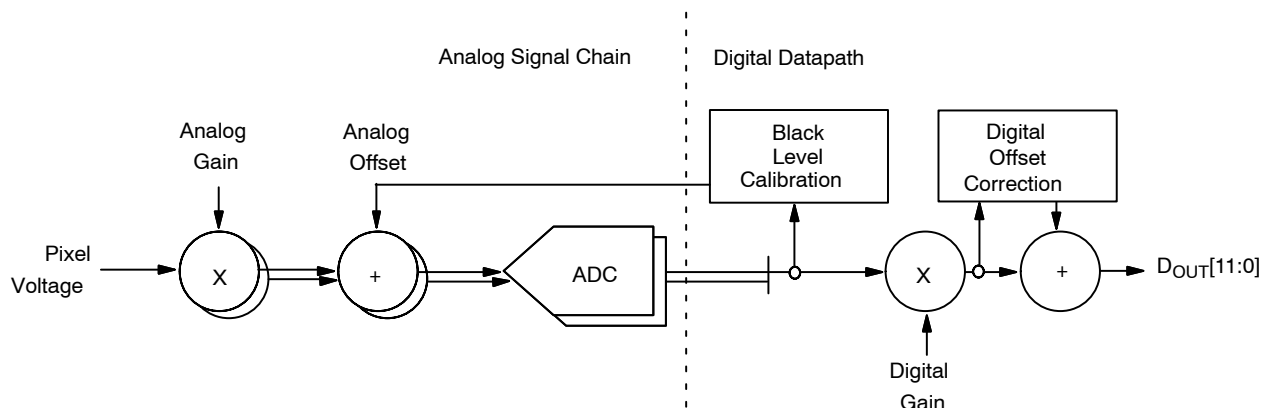 Analog Signal Chain
Digital Datapath
Analog
Gain
Analog
Offset
Black
Level
Calibration
Digital
Offset
Correction
Pixel
Voltage
X
+
ADC
X
+
DOUT[11:0]
Digital
Gain